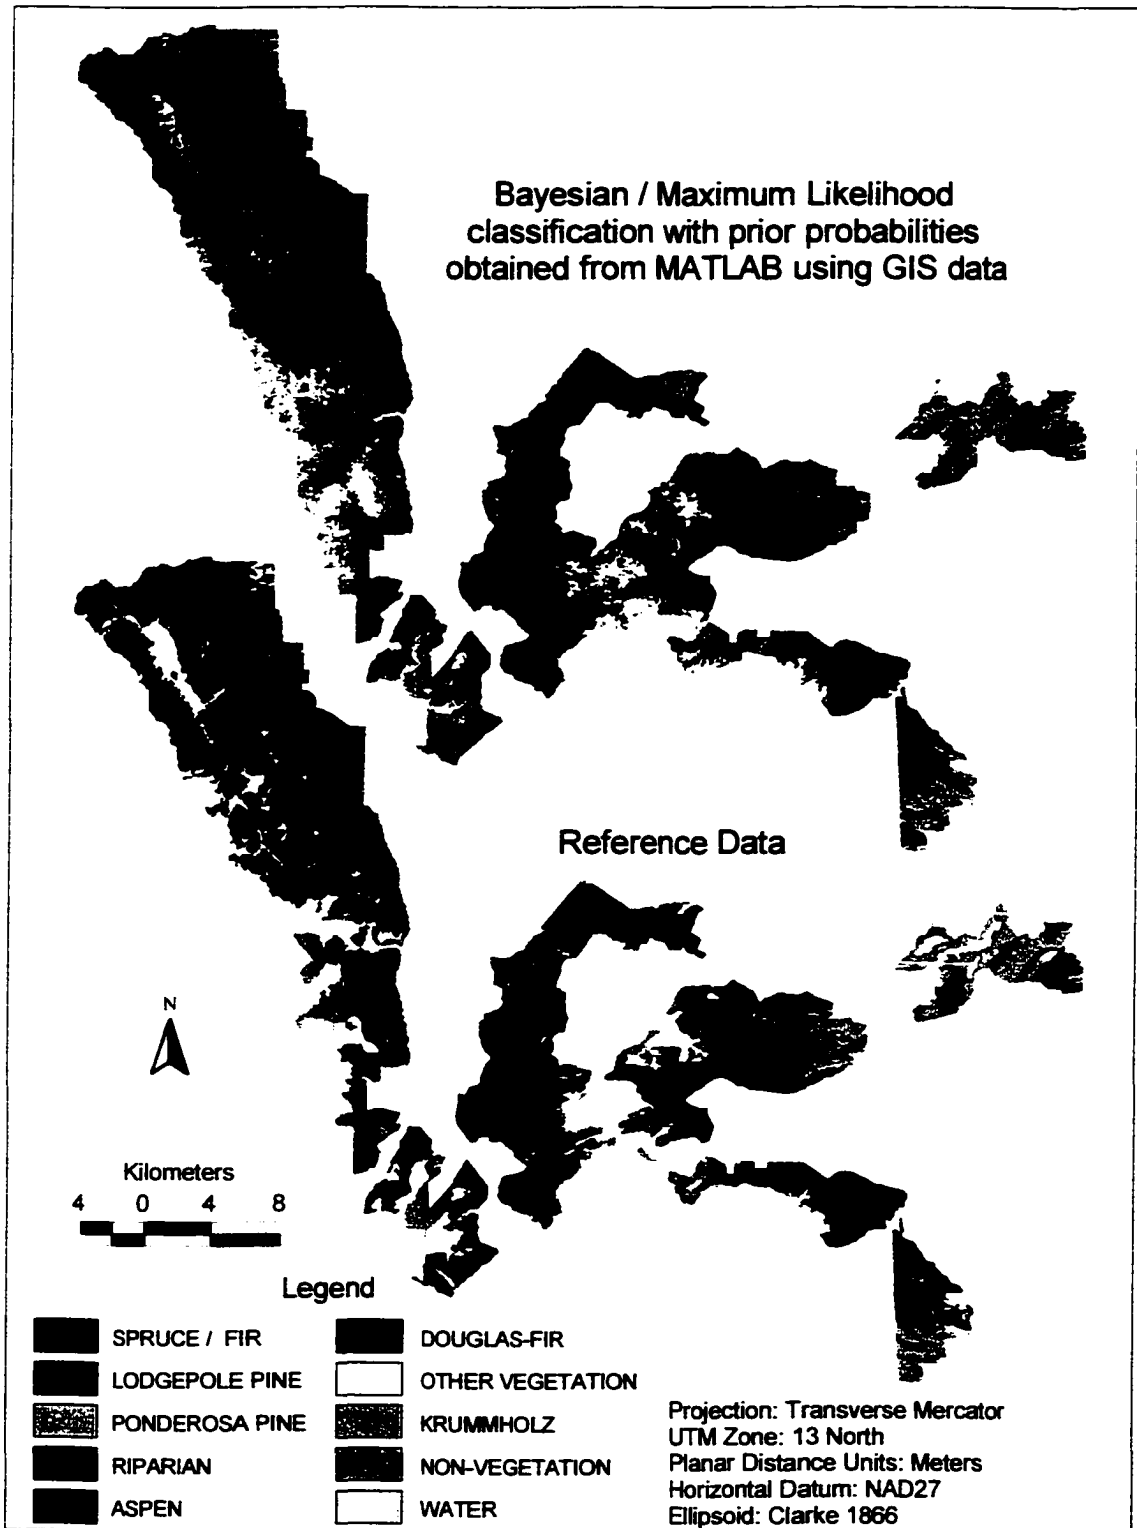 Bayesian / Maximum Likelihood
classification with prior probabilities
obtained from MATLAB using GIS data
Reference Data
N
Kilometers
4 0 4 8
Legend
SPRUCE / FIR
LODGEPOLE PINE
PONDEROSA PINE
RIPARIAN
ASPEN
DOUGLAS-FIR
OTHER VEGETATION
KRUMMHOLZ
NON-VEGETATION
WATER
Projection: Transverse Mercator
UTM Zone: 13 North
Planar Distance Units: Meters
Horizontal Datum: NAD27
Ellipsoid: Clarke 1866